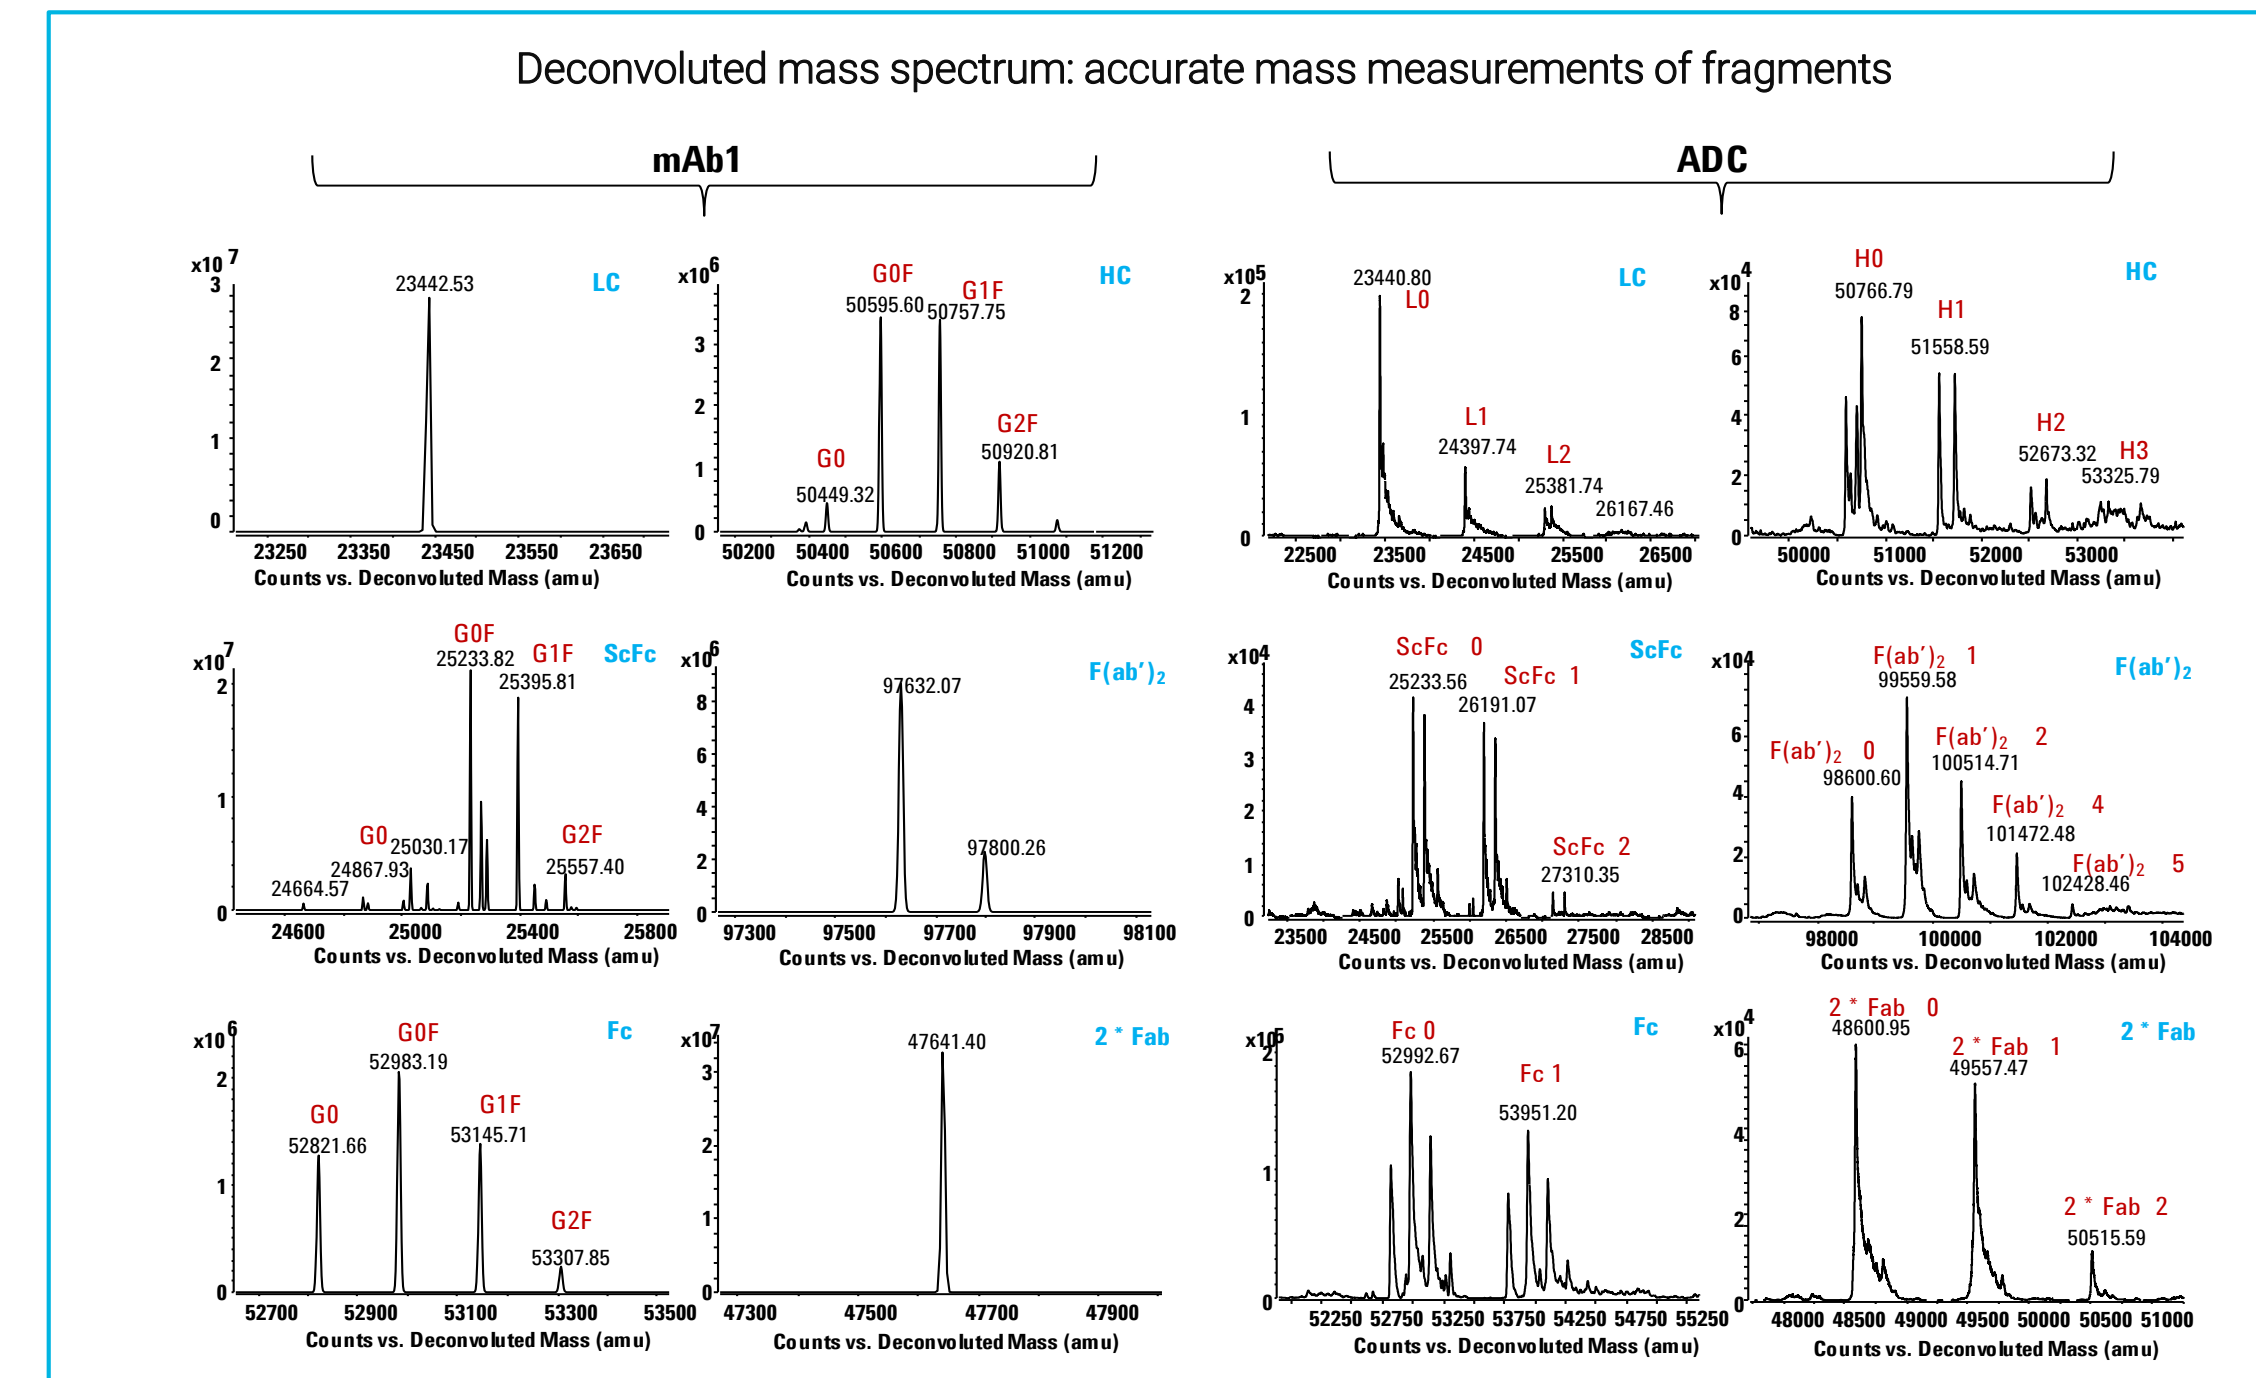 Deconvoluted mass spectrum: accurate mass measurements of fragments
mAb1
ADC
x10 7
LC
23442.53
3
2
1
0
23250 23350 23450 23550 23650
Counts vs. Deconvoluted Mass (amu)
x10 6
HC
G0F
50595.60
G1F
50757.75
G2F
50920.81
G0
50449.32
3
2
1
0
50200 50400 50600 50800 51000 51200
Counts vs. Deconvoluted Mass (amu)
x10 5
LC
23440.80
L0
L1
24397.74
L2
25381.74
26167.46
2
1
0
22500 23500 24500 25500 26500
Counts vs. Deconvoluted Mass (amu)
x10 4
HC
H0
50766.79
H1
51558.59
H2
52673.32
H3
53325.79
8
6
4
2
0
50000 51000 52000 53000
Counts vs. Deconvoluted Mass (amu)
x10 7
ScFc
G0F
25233.82
G1F
25395.81
G0
25030.17
24867.93
24664.57
G2F
25557.40
2
1
0
24600 25000 25400 25800
Counts vs. Deconvoluted Mass (amu)
x10 6
F(ab')2
97632.07
97800.26
8
6
4
2
0
97300 97500 97700 97900 98100
Counts vs. Deconvoluted Mass (amu)
x10 4
ScFc
ScFc 0
25233.56
ScFc 1
26191.07
ScFc 2
27310.35
4
3
2
1
0
23500 24500 25500 26500 27500 28500
Counts vs. Deconvoluted Mass (amu)
x10 4
F(ab')2
F(ab')2 1
99559.58
F(ab')2 0
98600.60
F(ab')2 2
100514.71
F(ab')2 4
101472.48
F(ab')2 5
102428.46
6
4
2
0
98000 100000 102000 104000
Counts vs. Deconvoluted Mass (amu)
x10 6
Fc
G0F
52983.19
G0
52821.66
G1F
53145.71
G2F
53307.85
2
1
0
52700 52900 53100 53300 53500
Counts vs. Deconvoluted Mass (amu)
x10 7
2 * Fab
47641.40
3
2
1
0
47300 47500 47700 47900
Counts vs. Deconvoluted Mass (amu)
x10
Fc
Fc 0
52992.67
Fc 1
53951.20
2
1
0
52250 52750 53250 53750 54250 54750 55250
Counts vs. Deconvoluted Mass (amu)
x10 4
2 * Fab
2 * Fab 0
48600.95
2 * Fab 1
49557.47
2 * Fab 2
50515.59
6
4
2
0
48000 48500 49000 49500 50000 50500 51000
Counts vs. Deconvoluted Mass (amu)